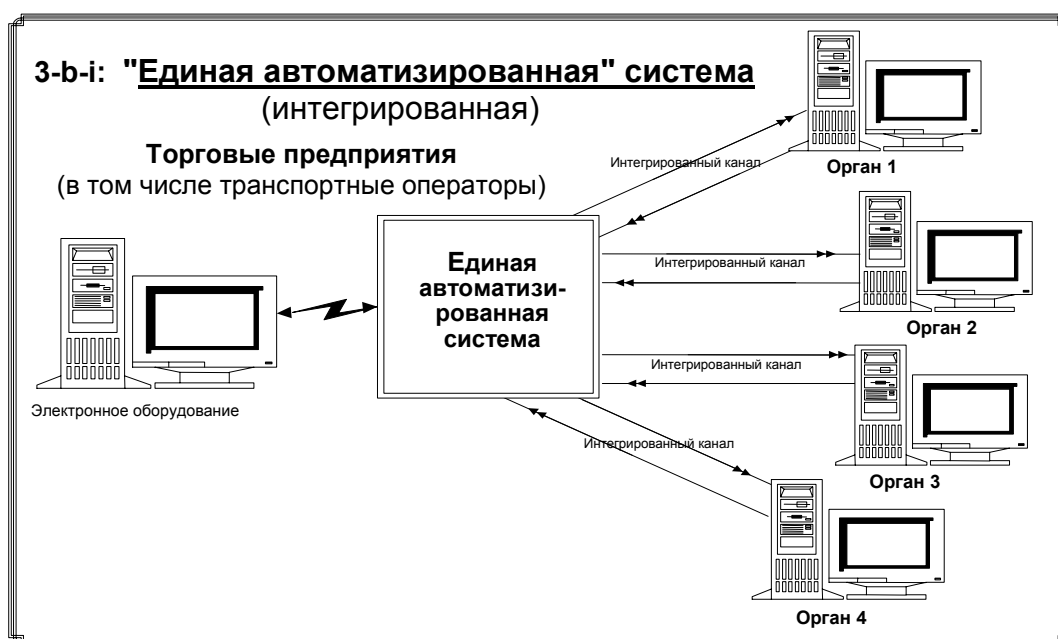 3-b-i: "Единая автоматизированная" система
(интегрированная)
Торговые предприятия
(в том числе транспортные операторы)
Интегрированный канал
Орган 1
Единая
автоматизи-
рованная
система
Интегрированный канал
Орган 2
Интегрированный канал
Орган 3
Электронное оборудование
Интегрированный канал
Орган 4